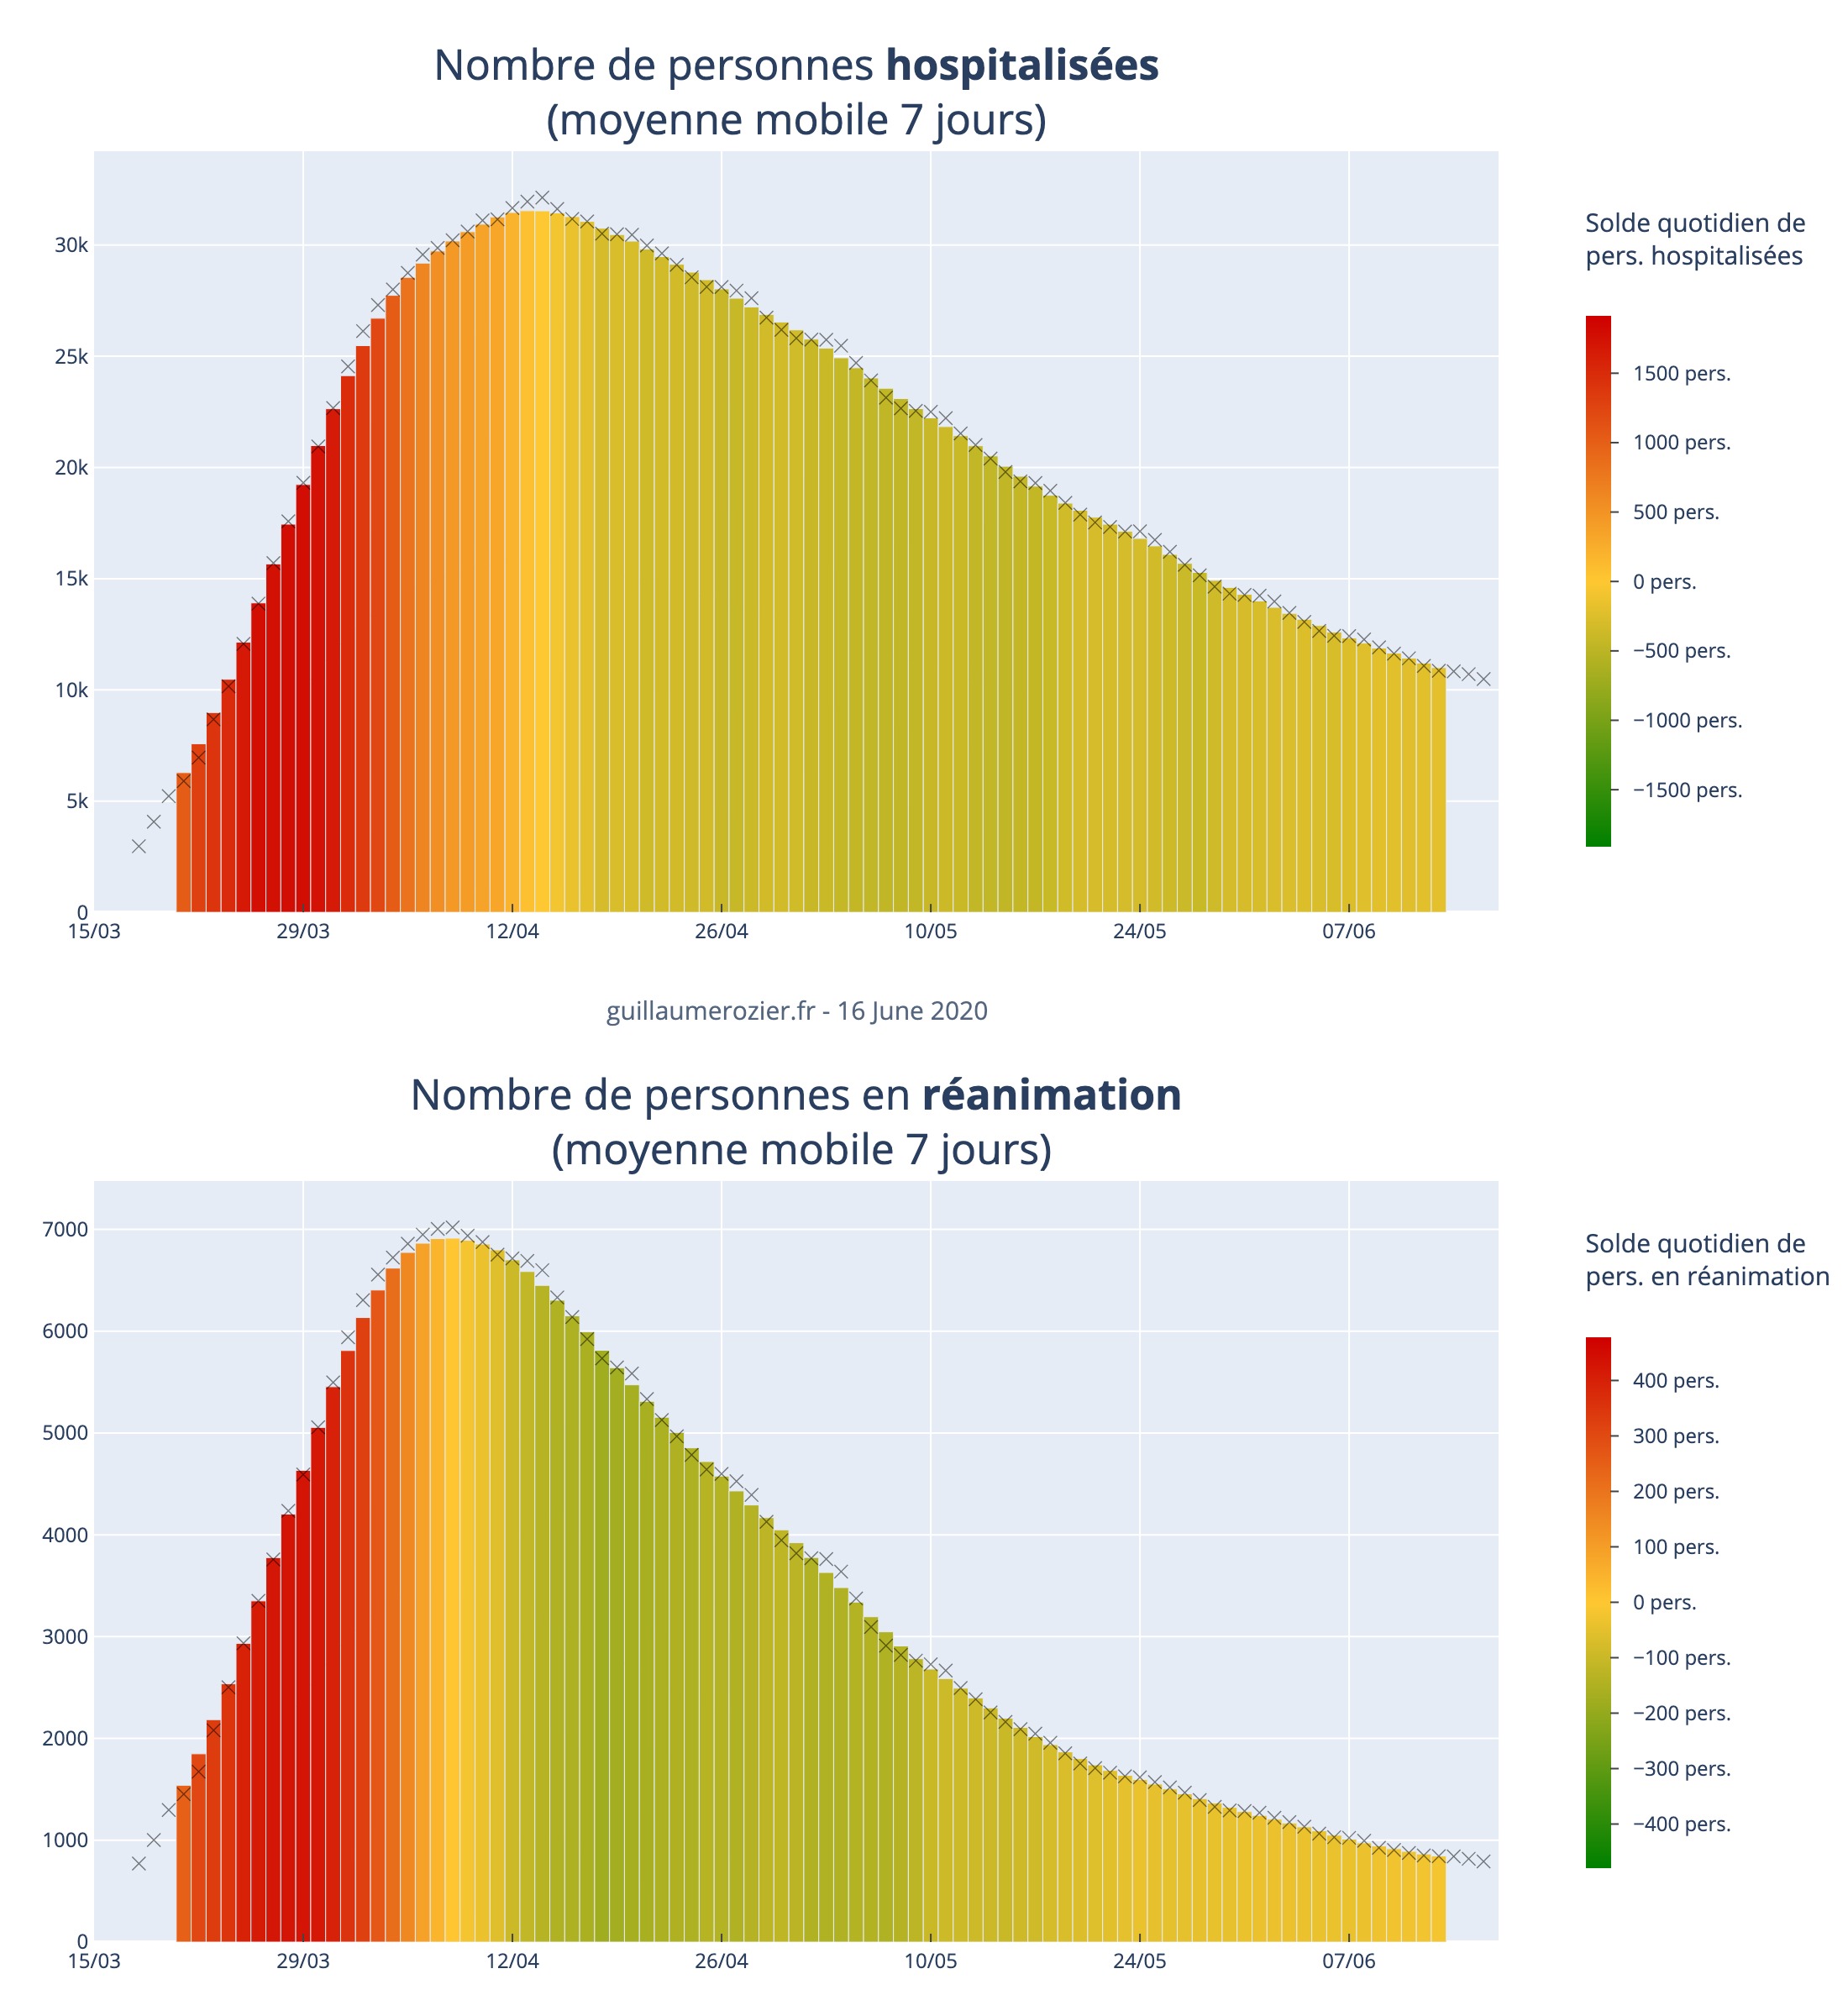 Nombre de personnes hospitalisées
(moyenne mobile 7 jours)
Solde quotidien de
pers. hospitalisées
30k
25k
20k
15k
10k
5k
0
15/03
29/03
12/04
26/04
10/05
24/05
07/06
1500 pers.
1000 pers.
500 pers.
0 pers.
−500 pers.
−1000 pers.
−1500 pers.
guillaumerozier.fr - 16 June 2020
Nombre de personnes en réanimation
(moyenne mobile 7 jours)
Solde quotidien de
pers. en réanimation
7000
6000
5000
4000
3000
2000
1000
0
15/03
29/03
12/04
26/04
10/05
24/05
07/06
400 pers.
300 pers.
200 pers.
100 pers.
0 pers.
−100 pers.
−200 pers.
−300 pers.
−400 pers.